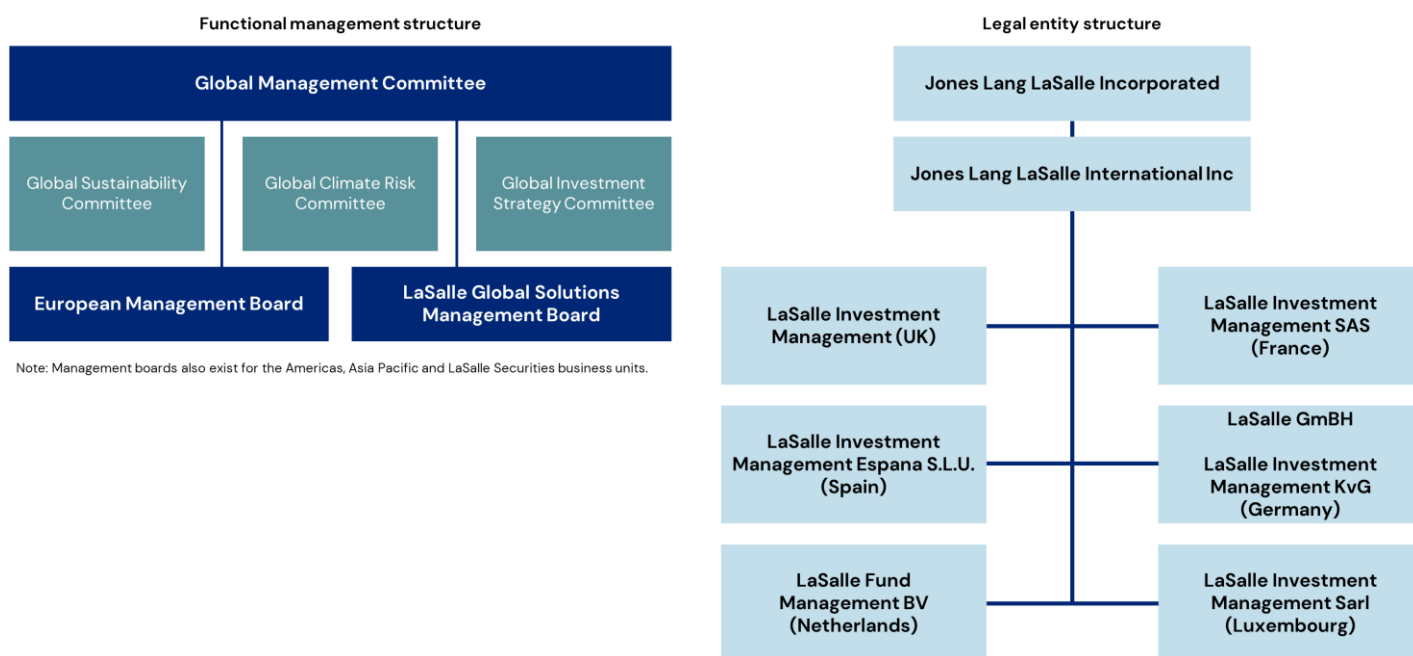 Functional management structure
Global Management Committee
Global Sustainability
Committee
Global Climate Risk
Committee
Global Investment
Strategy Committee
European Management Board
LaSalle Global Solutions
Management Board
Note: Management boards also exist for the Americas, Asia Pacific and LaSalle Securities business units.
Legal entity structure
Jones Lang LaSalle Incorporated
Jones Lang LaSalle International Inc
LaSalle Investment
Management (UK)
LaSalle Investment
Management SAS
(France)
LaSalle Investment
Management Espana S.L.U.
(Spain)
LaSalle GmBH
LaSalle Investment
Management KvG
(Germany)
LaSalle Fund
Management BV
(Netherlands)
LaSalle Investment
Management Sarl
(Luxembourg)